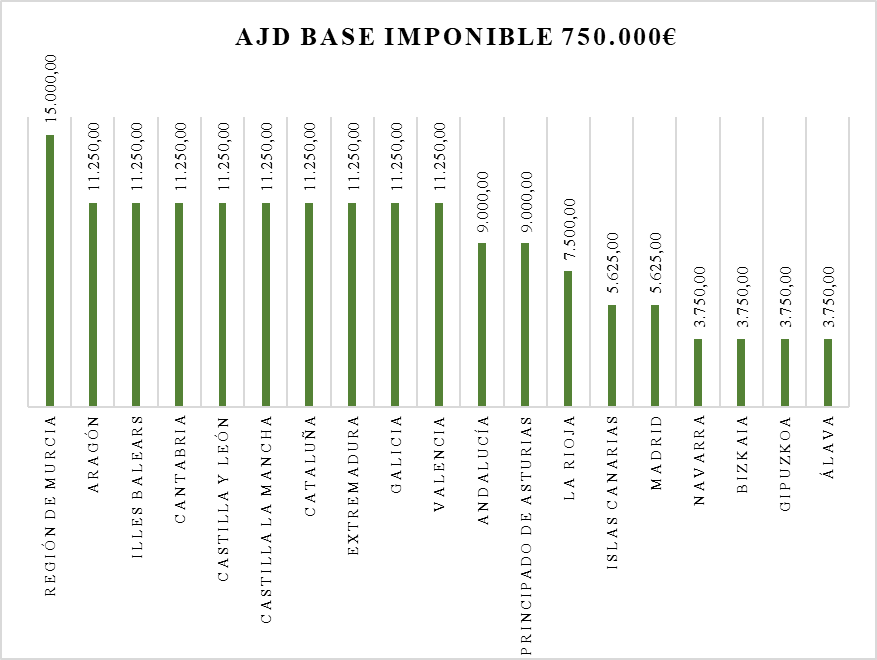 AJD BASE IMPONIBLE 750.000€
15.000,00
11.250,00
11.250,00
11.250,00
11.250,00
11.250,00
11.250,00
11.250,00
11.250,00
11.250,00
9.000,00
9.000,00
7.500,00
5.625,00
5.625,00
3.750,00
3.750,00
3.750,00
3.750,00
REGIÓN DE MURCIA
ARAGÓN
ILLES BALEARS
CANTABRIA
CASTILLA Y LEÓN
CASTILLA LA MANCHA
CATALUÑA
EXTREMADURA
GALICIA
VALENCIA
ANDALUCÍA
PRINCIPADO DE ASTURIAS
LA RIOJA
ISLAS CANARIAS
MADRID
NAVARRA
BIZKAIA
GIPUZKOA
ÁLAVA